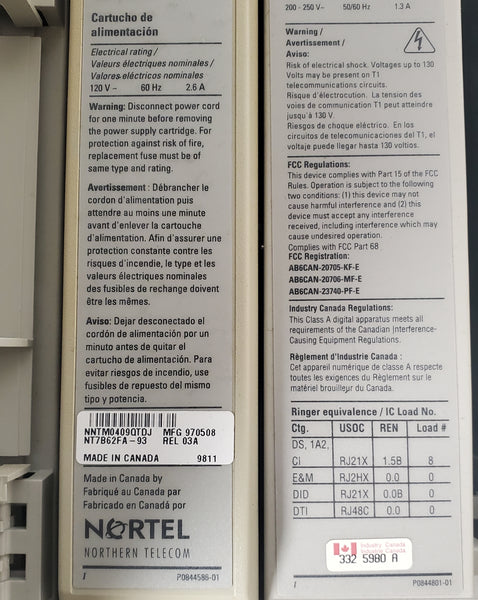 Cartucho de
alimentación
Electrical rating /
Valeurs électriques nominales /
Valores eléctricos nominales
120 V ~ 60 Hz 2.6 A
Warning: Disconnect power cord
for one minute before removing
the power supply cartridge. For
protection against risk of fire,
replacement fuse must be of
same type and rating.
Avertissement : Débrancher le
cordon d'alimentation puis
attendre au moins une minute
avant d'enlever la cartouche
d'alimentation. Afin d'assurer une
protection constante contre les
risques d'incendie, le type et les
valeurs électriques nominales
des fusibles de rechange doivent
être les mêmes.
Aviso: Dejar desconectado el
cordón de alimentación por un
minuto antes de quitar el
cartucho de alimentación. Para
evitar riesgos de incendio, use
fusibles de repuesto del mismo
tipo y potencia.
NNTM0409QTDJ MFG 970508
NT7B62FA-93 REL 03A
MADE IN CANADA 9811
Made in Canada by
Fabriqué au Canada par
Fabricado en Canadá por
NORTEL
NORTHERN TELECOM
I P0844586-01
200 - 250 V~ 50/60 Hz 1.3 A
Warning /
Avertissement /
Aviso:
Risk of electrical shock. Voltages up to 130
Volts may be present on T1
telecommunications circuits.
Risque d'électrocution. La tension des
voies de communication T1 peut atteindre
jusqu'à 130 V.
Riesgos de choque eléctrico. En los
circuitos de telecomunicaciones del T1, el
voltaje puede llegar hasta 130 voltios.
FCC Regulations:
This device complies with Part 15 of the FCC
Rules. Operation is subject to the following
two conditions: (1) this device may not
cause harmful interference and (2) this
device must accept any interference
received, including interference which may
cause undesired operation.
Complies with FCC Part 68
FCC Registration:
AB6CAN-20705-KF-E
AB6CAN-20706-MF-E
AB6CAN-23740-PF-E
Industry Canada Regulations:
This Class A digital apparatus meets all
requirements of the Canadian Interference-
Causing Equipment Regulations.
Règlement d'Industrie Canada :
Cet appareil numérique de classe A respecte
toutes les exigences du Règlement sur le
matériel brouilleur du Canada.
Ringer equivalence / IC Load No.
Ctg. USOC REN Load #
DS, 1A2,
CI RJ21X 1.5B 8
E&M RJ2HX 0.0 0
DID RJ21X 0.0B 0
DTI RJ48C 0.0 0
Industry Canada
Industrie Canada
332 5980 A
I P0844801-01